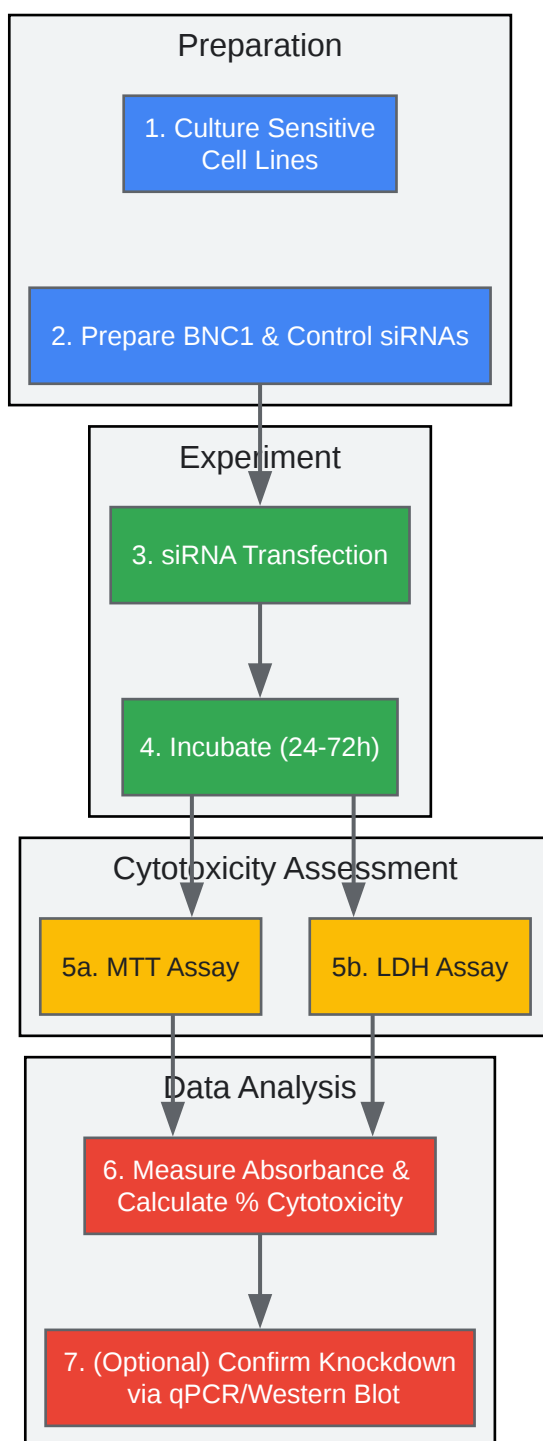 Preparation
1. Culture Sensitive
Cell Lines
2. Prepare BNC1 & Control siRNAs
Experiment
3. siRNA Transfection
4. Incubate (24-72h)
Cytotoxicity Assessment
5a. MTT Assay
5b. LDH Assay
Data Analysis
6. Measure Absorbance &
Calculate % Cytotoxicity
7. (Optional) Confirm Knockdown
via qPCR/Western Blot